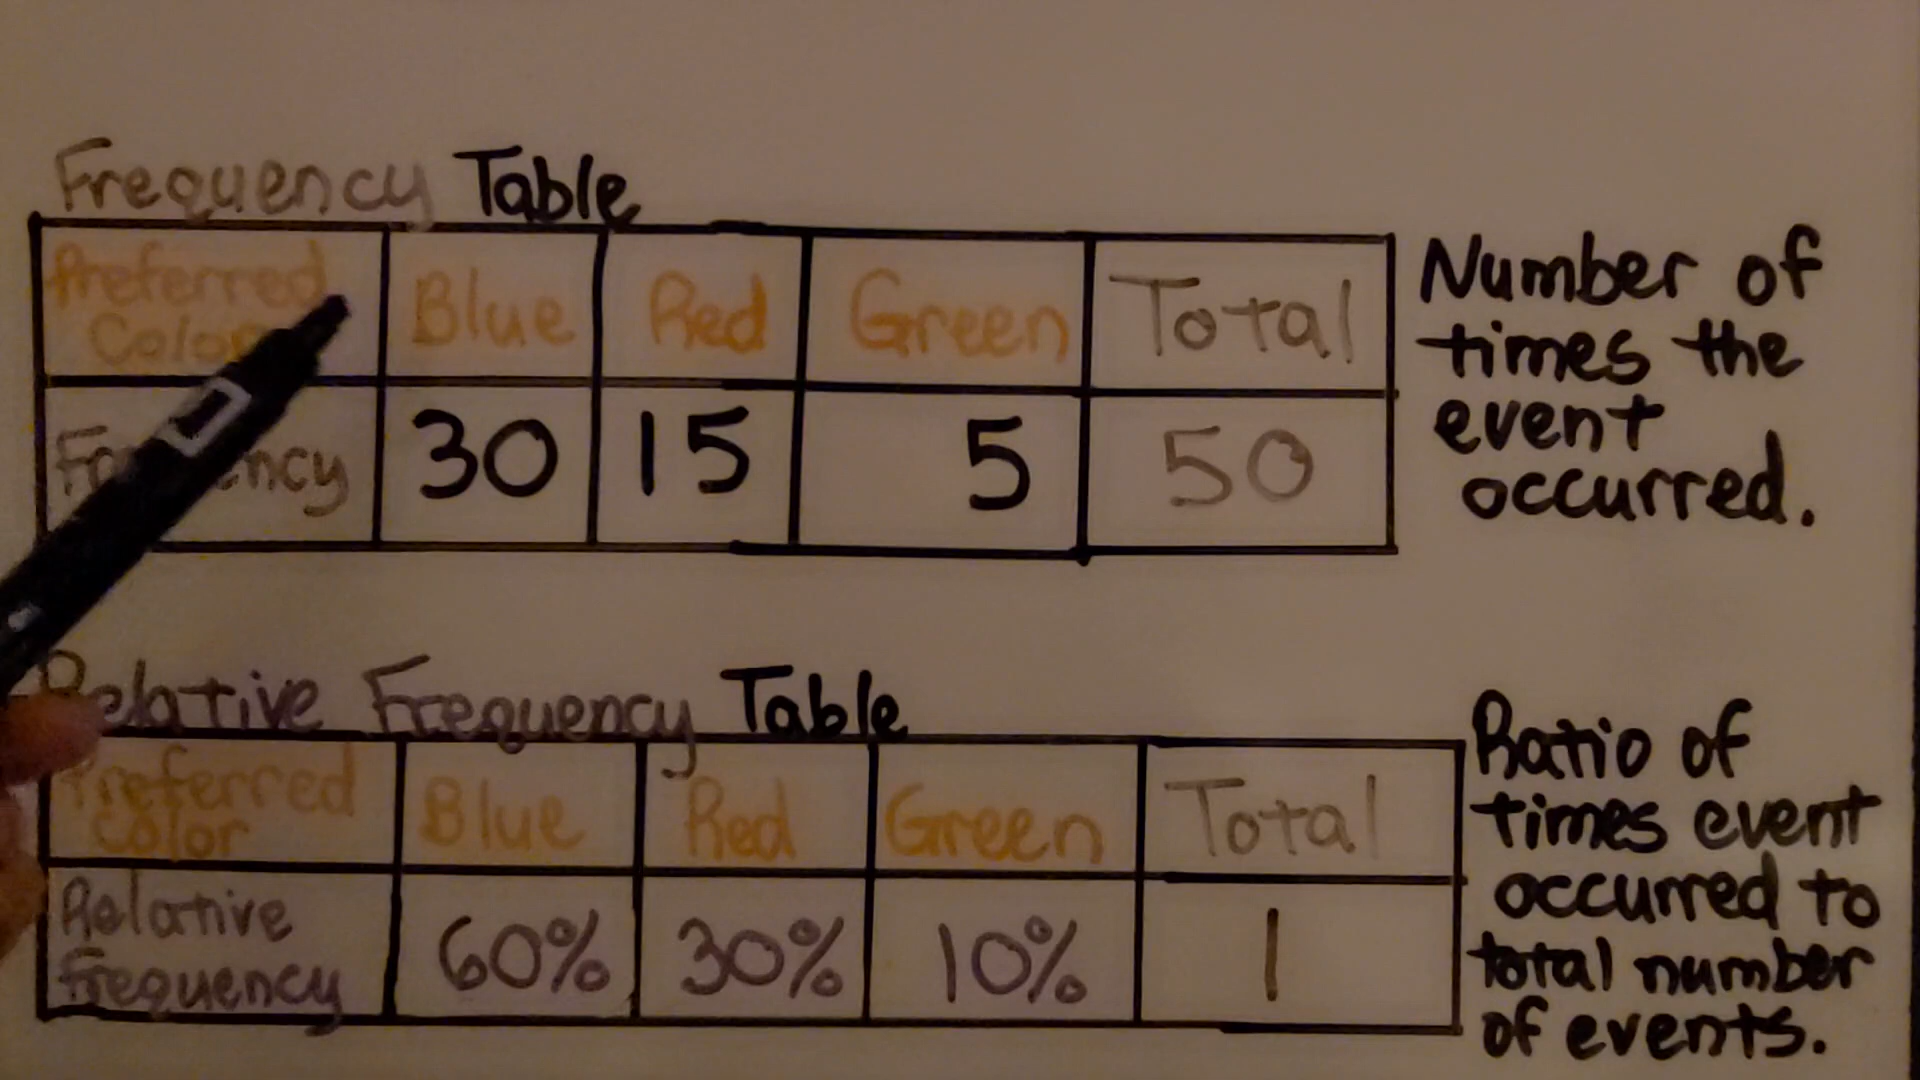 Frequency Table
Preferred Color Blue Red Green Total
30 15 5 50
Number of
times the
event
occurred.
Relative Frequency Table
Preferred Color Blue Red Green Total
Relative Frequency 60% 30% 10% 1
Ratio of
times event
occurred to
total number
of events.